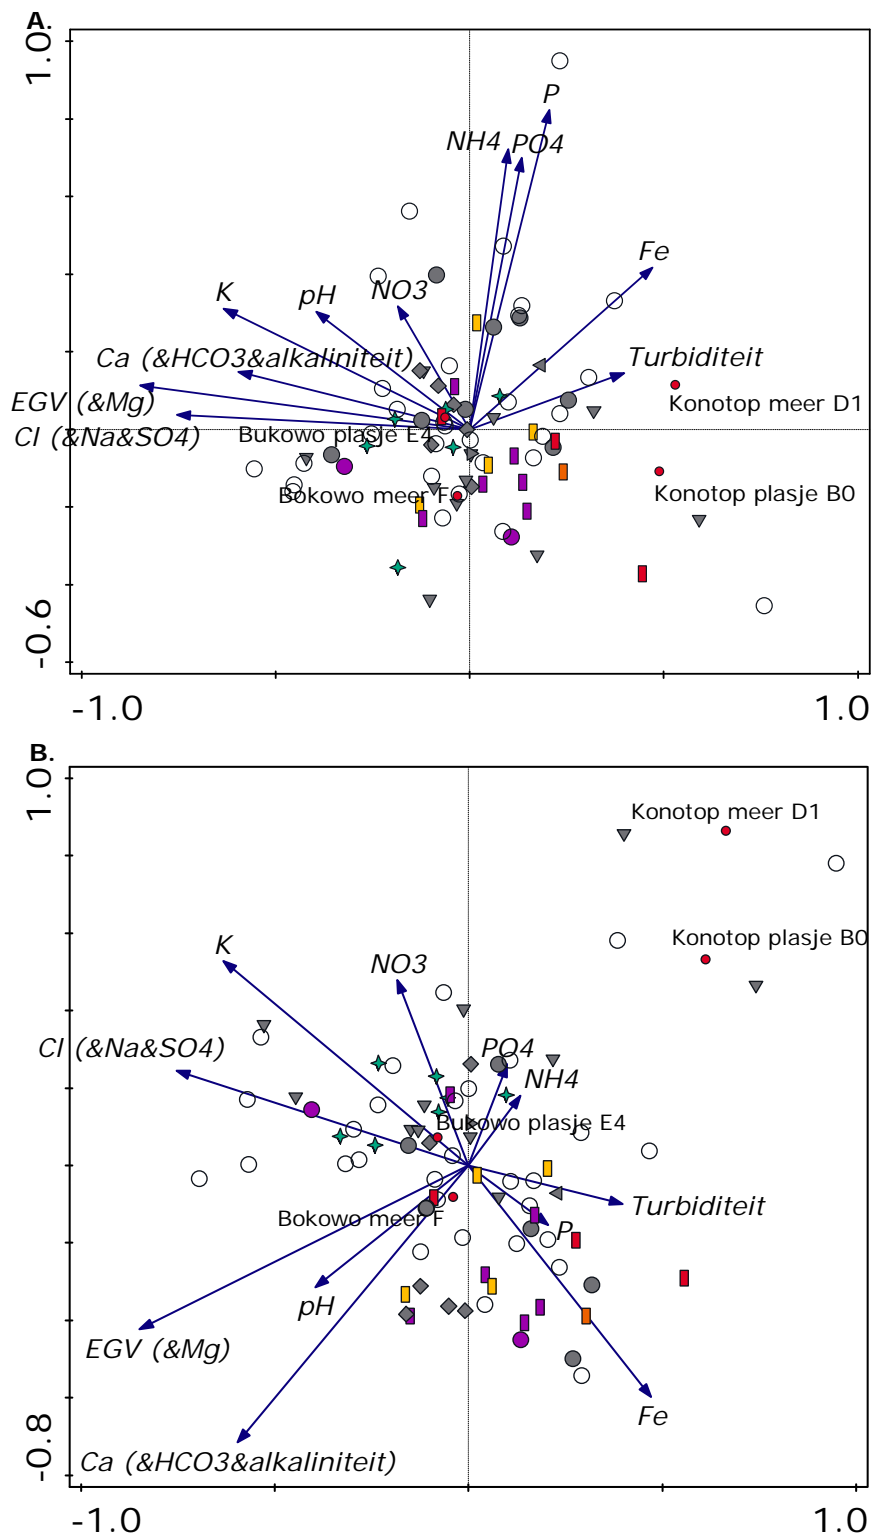 A.
1.0
P
NH4 PO4
Fe
K
pH
NO3
Ca (&HCO3&alkaliniteit)
Turbiditeit
EGV (&Mg)
Konotop meer D1
Cl (&Na&SO4)
Bukowo plasje E4
Bokowo meer F
Konotop plasje B0
-0.6
-1.0
1.0
B.
1.0
Konotop meer D1
Konotop plasje B0
K
NO3
Cl (&Na&SO4)
PO4
NH4
Bukowo plasje E4
Turbiditeit
Bokowo meer F
P
pH
EGV (&Mg)
Fe
Ca (&HCO3&alkaliniteit)
-0.8
-1.0
1.0